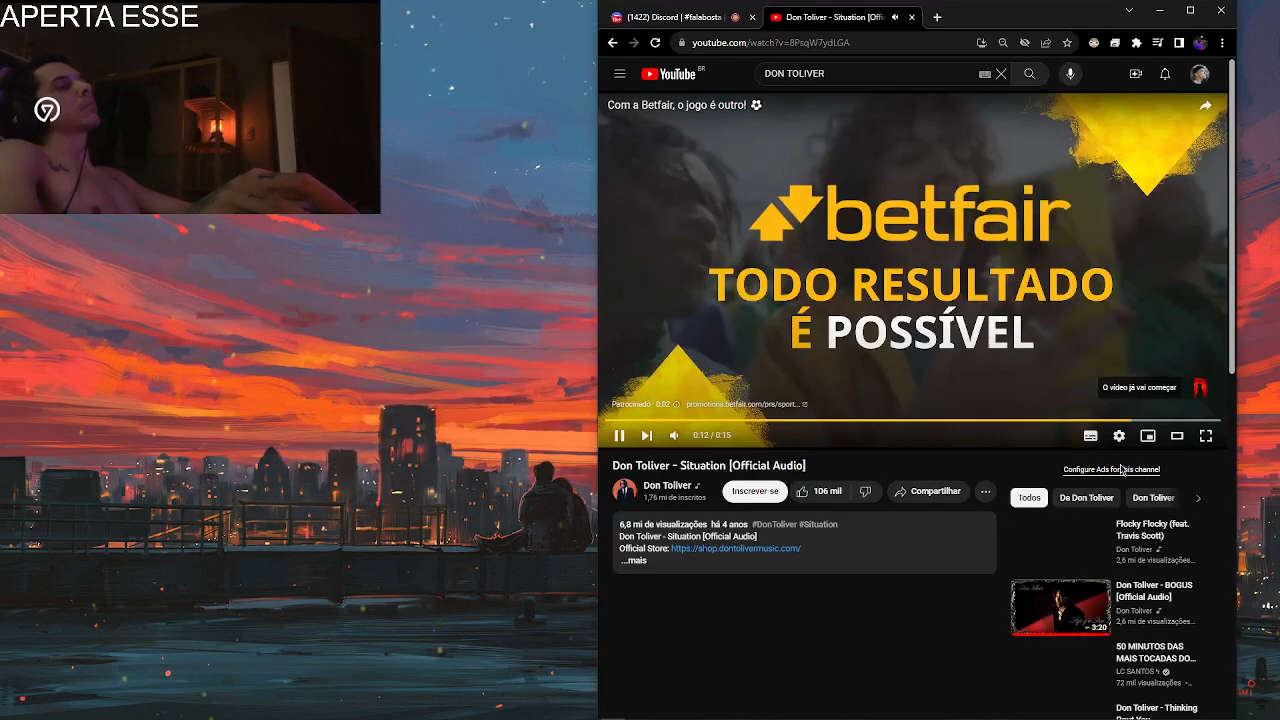 APERTA ESSE
(1422) Discord | #falabosta
Don Toliver - Situation [Offic
youtube.com/watch?v=8PsqW7ydLGA
YouTube BR
DON TOLIVER
Com a Betfair, o jogo é outro! ⚽
betfair
TODO RESULTADO
É POSSÍVEL
O vídeo já vai começar
Patrocinado · 0:02 promotions.betfair.com/prs/sport...
0:12 / 0:15
Don Toliver - Situation [Official Audio]
Configure Ads for this channel
Don Toliver
1,76 mi de inscritos
Inscrever-se
106 mil
Compartilhar
Todos
De Don Toliver
Don Toliver
6,8 mi de visualizações há 4 anos #DonToliver #Situation
Don Toliver - Situation [Official Audio]
Official Store: https://shop.dontolivermusic.com/
...mais
Flocky Flocky (feat.
Travis Scott)
Don Toliver
2,6 mi de visualizações...
Don Toliver - BOGUS
[Official Audio]
Don Toliver
2,6 mi de visualizações...
3:20
50 MINUTOS DAS
MAIS TOCADAS DO...
LC SANTOS
72 mil visualizações
Don Toliver - Thinking